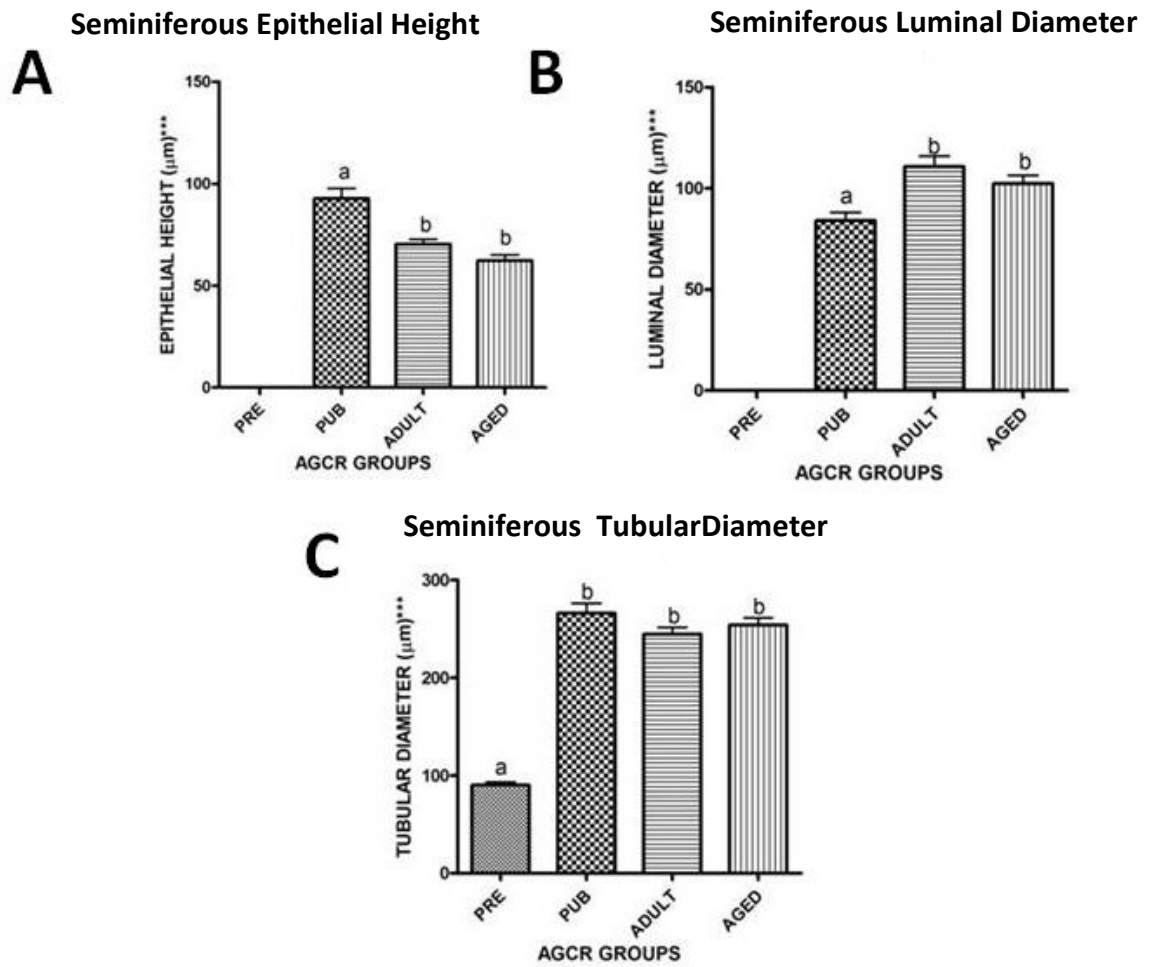 Seminiferous Epithelial Height
A
EPITHELIAL HEIGHT (μm)***
150
100
50
0
a
b
b
PRE
PUB
ADULT
AGED
AGCR GROUPS
Seminiferous Luminal Diameter
B
LUMINAL DIAMETER (μm)***
150
100
50
0
a
b
b
PRE
PUB
ADULT
AGED
AGCR GROUPS
Seminiferous TubularDiameter
C
TUBULAR DIAMETER (μm)***
300
200
100
0
a
b
b
b
PRE
PUB
ADULT
AGED
AGCR GROUPS